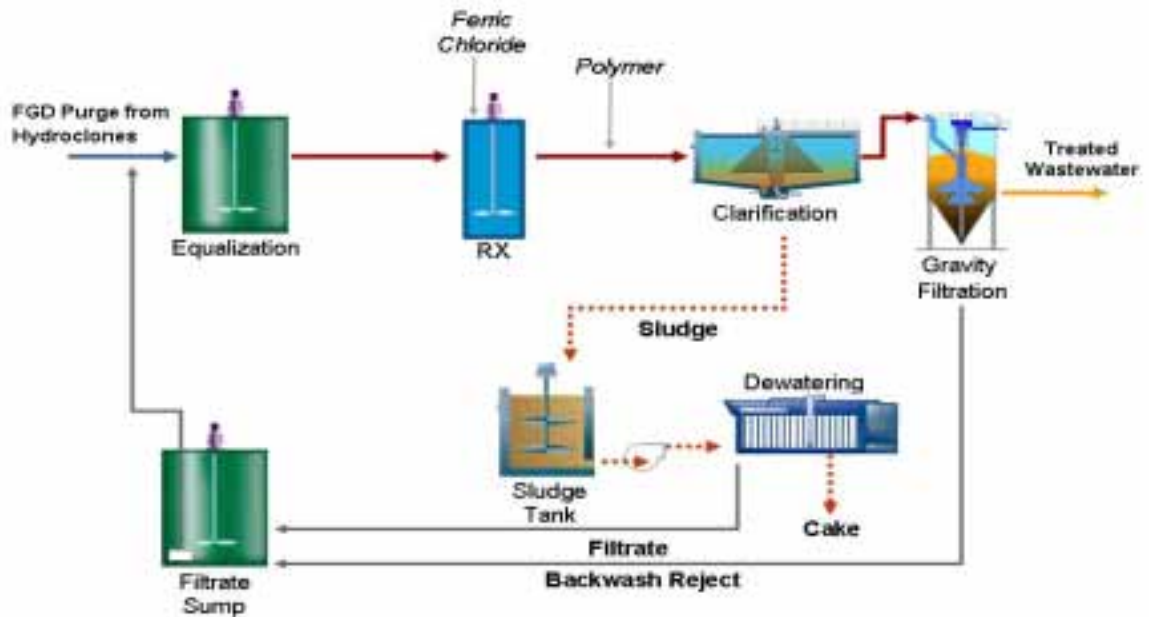 Ferric
Chloride
Polymer
FGD Purge from
Hydroclones
Treated
Wastewater
Equalization
RX
Clarification
Gravity
Filtration
Sludge
Dewatering
Sludge
Tank
Cake
Filtrate
Backwash Reject
Filtrate
Sump